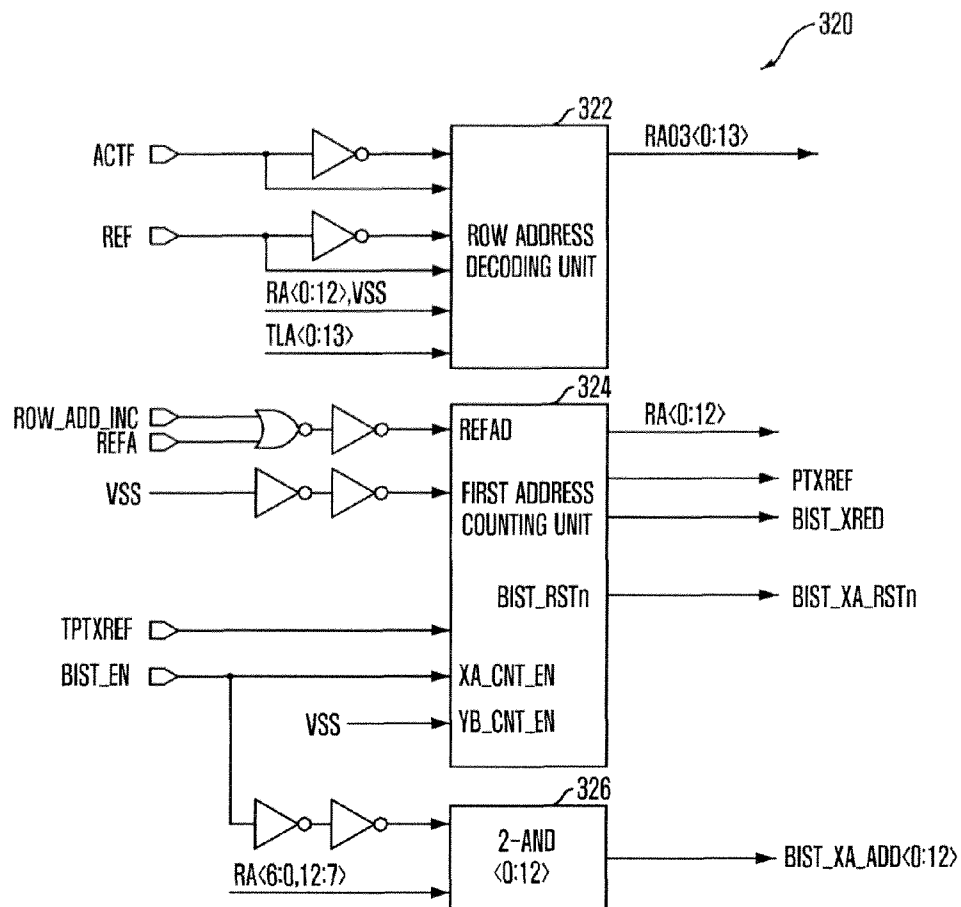 320
322
ACTF
RA03<0:13>
REF
ROW ADDRESS
DECODING UNIT
RA<0:12>,VSS
TLA<0:13>
324
ROW_ADD_INC
REFA
REFAD
RA<0:12>
VSS
FIRST ADDRESS
COUNTING UNIT
PTXREF
BIST_XRED
BIST_RSTn
BIST_XA_RSTn
TPTXREF
BIST_EN
XA_CNT_EN
VSS
YB_CNT_EN
326
2-AND
<0:12>
BIST_XA_ADD<0:12>
RA<6:0,12:7>